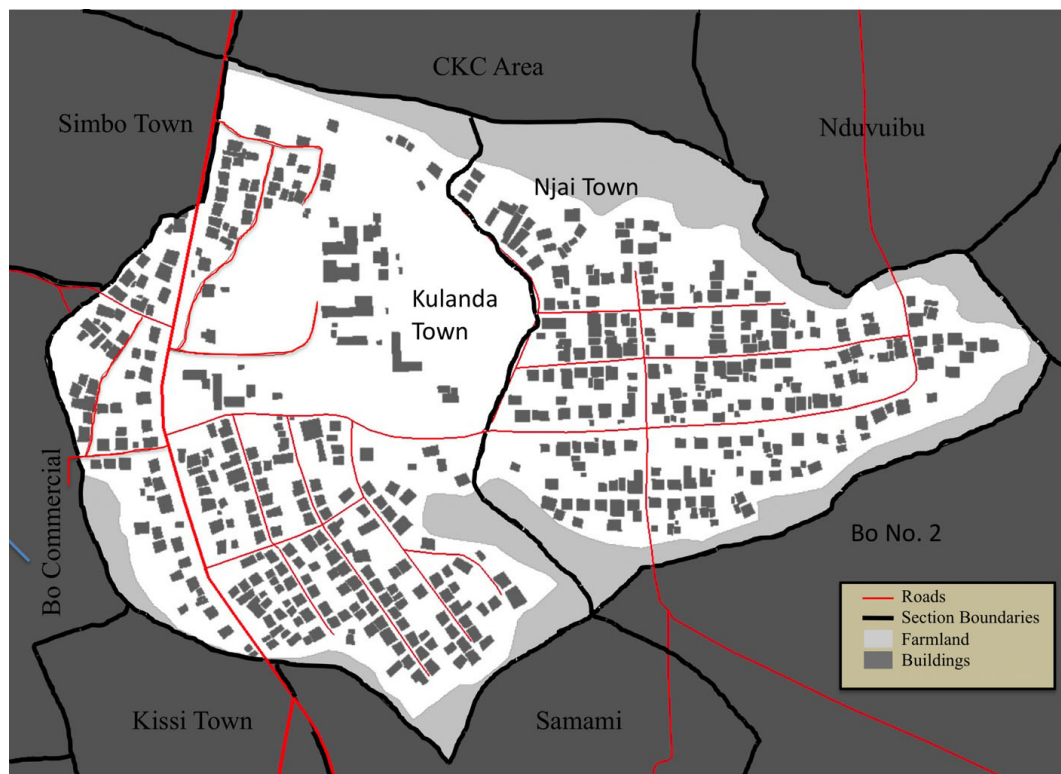 CKC Area
Simbo Town
Nduvuibu
Njai Town
Kulanda
Town
Bo Commercial
Bo No. 2
Roads
Section Boundaries
Farmland
Buildings
Kissi Town
Samami